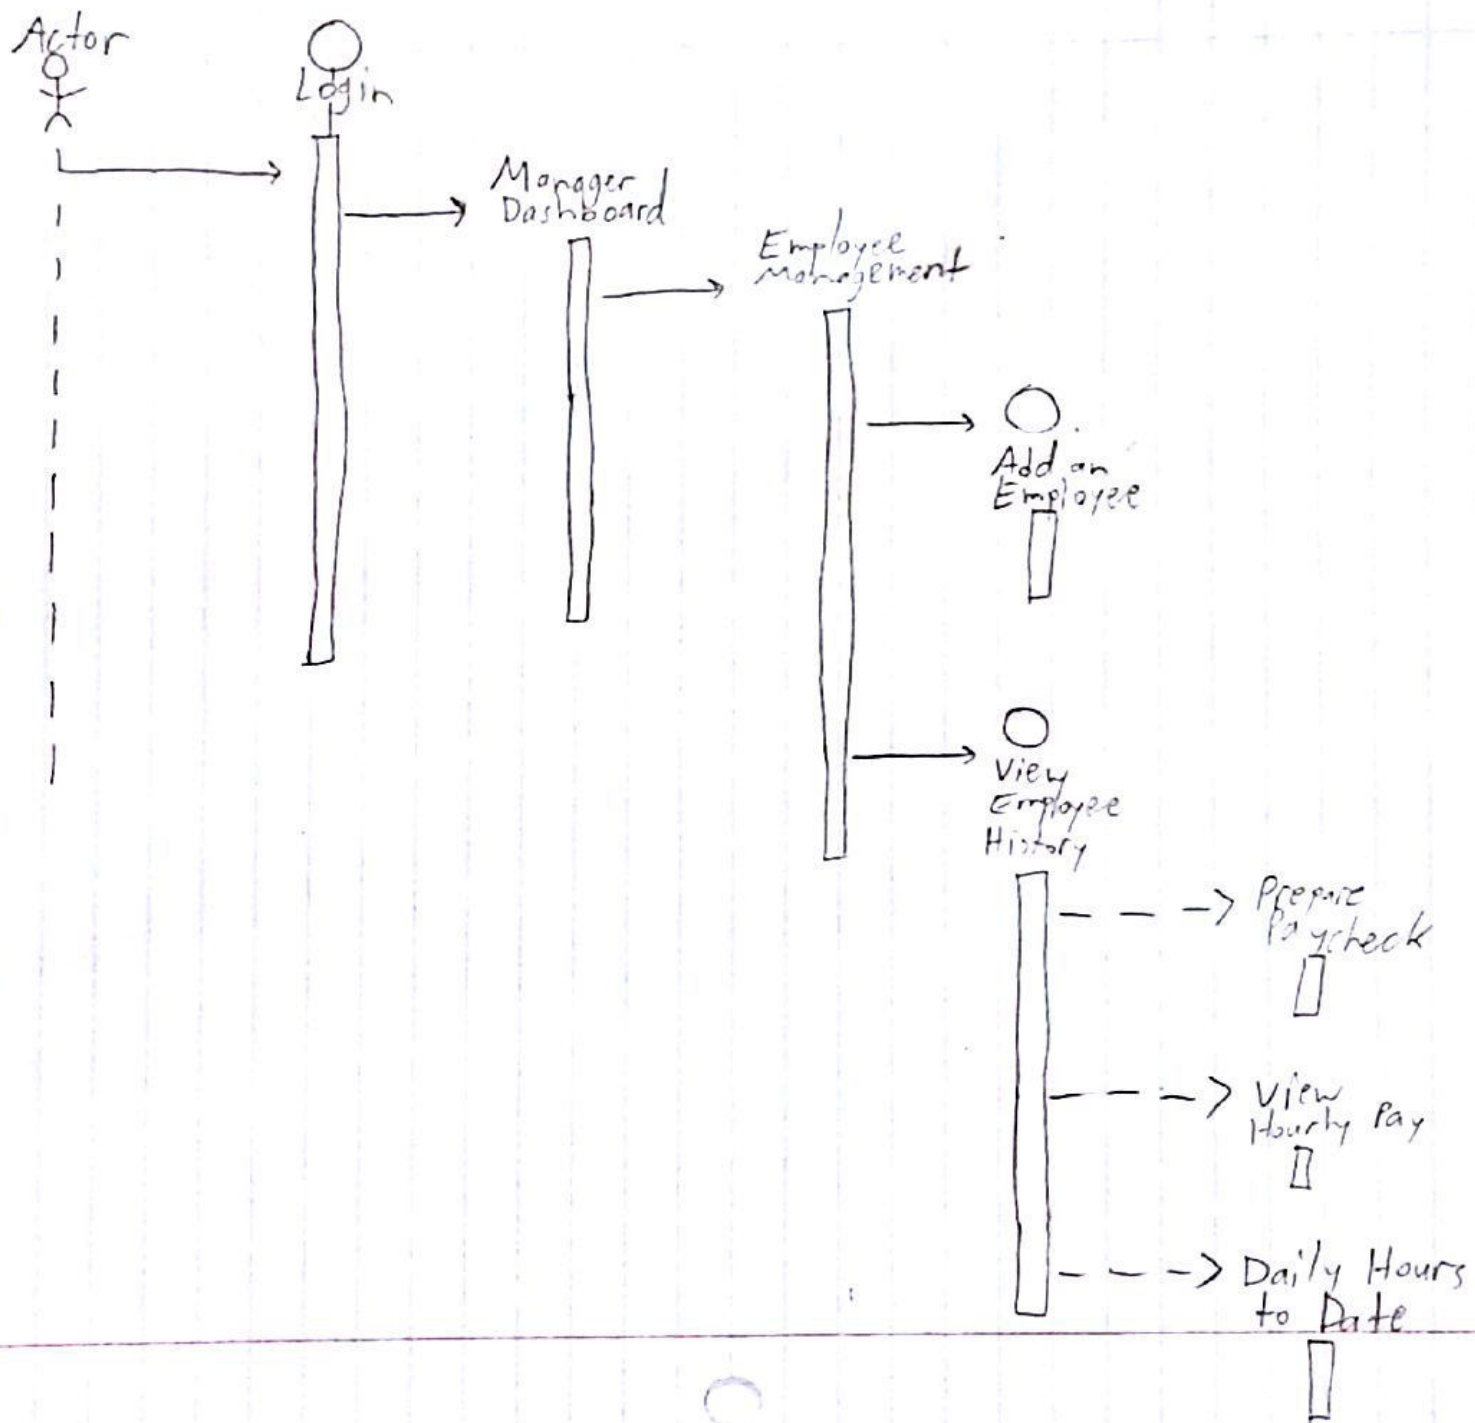 Actor
Login
Manager
Dashboard
Employee
Management
Add an
Employee
View
Employee
History
Prepare
Paycheck
View
Hourly Pay
Daily Hours
to Date